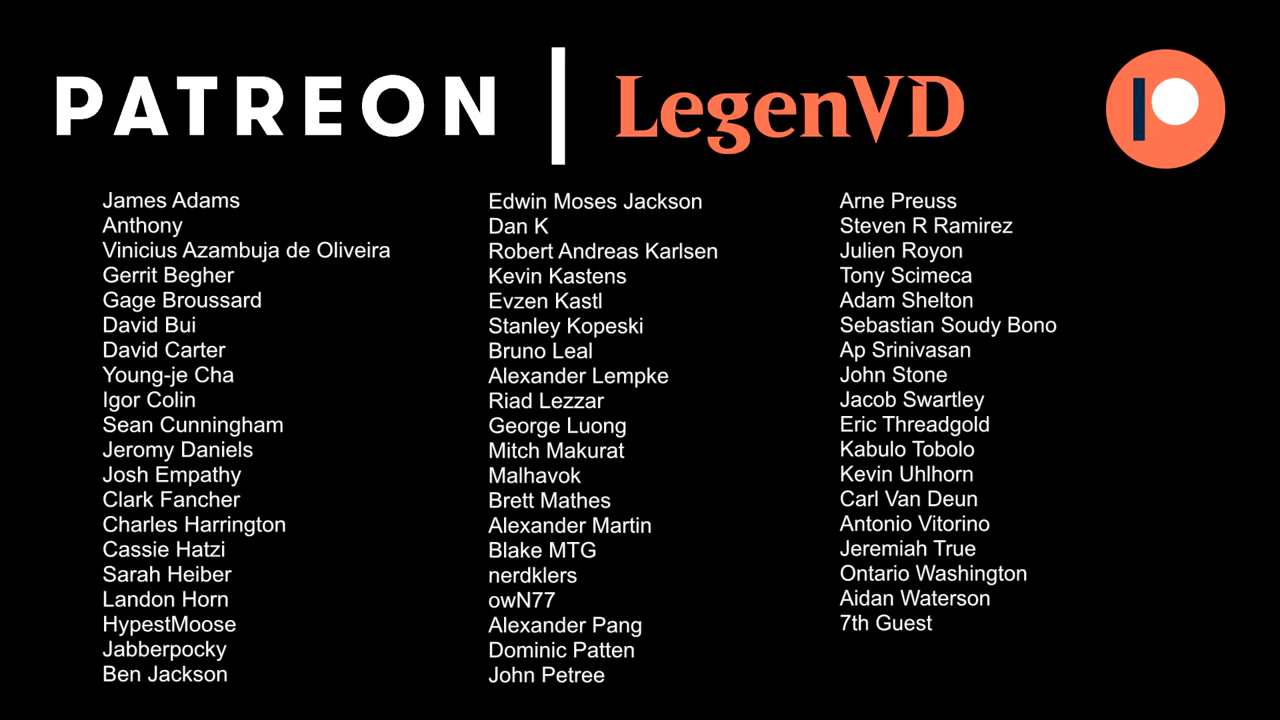 PATREON | LegenVD
James Adams
Anthony
Vinicius Azambuja de Oliveira
Gerrit Begher
Gage Broussard
David Bui
David Carter
Young-je Cha
Igor Colin
Sean Cunningham
Jeromy Daniels
Josh Empathy
Clark Fancher
Charles Harrington
Cassie Hatzi
Sarah Heiber
Landon Horn
HypestMoose
Jabberpocky
Ben Jackson
Edwin Moses Jackson
Dan K
Robert Andreas Karlsen
Kevin Kastens
Evzen Kastl
Stanley Kopeski
Bruno Leal
Alexander Lempke
Riad Lezzar
George Luong
Mitch Makurat
Malhavok
Brett Mathes
Alexander Martin
Blake MTG
nerdklers
owN77
Alexander Pang
Dominic Patten
John Petree
Arne Preuss
Steven R Ramirez
Julien Royon
Tony Scimeca
Adam Shelton
Sebastian Soudy Bono
Ap Srinivasan
John Stone
Jacob Swartley
Eric Threadgold
Kabulo Tobolo
Kevin Uhlhorn
Carl Van Deun
Antonio Vitorino
Jeremiah True
Ontario Washington
Aidan Waterson
7th Guest